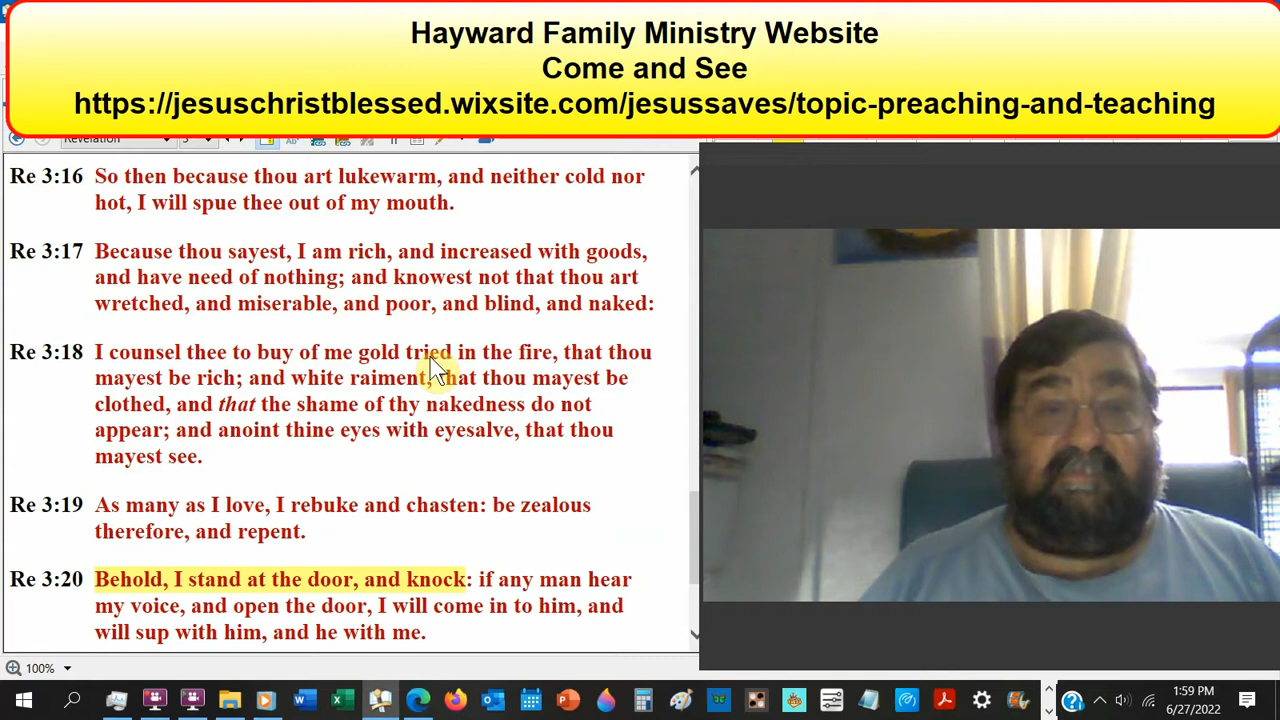 Hayward Family Ministry Website
Come and See
https://jesuschristblessed.wixsite.com/jesussaves/topic-preaching-and-teaching
Revelation 3
Re 3:16 So then because thou art lukewarm, and neither cold nor
hot, I will spue thee out of my mouth.
Re 3:17 Because thou sayest, I am rich, and increased with goods,
and have need of nothing; and knowest not that thou art
wretched, and miserable, and poor, and blind, and naked:
Re 3:18 I counsel thee to buy of me gold tried in the fire, that thou
mayest be rich; and white raiment, that thou mayest be
clothed, and that the shame of thy nakedness do not
appear; and anoint thine eyes with eyesalve, that thou
mayest see.
Re 3:19 As many as I love, I rebuke and chasten: be zealous
therefore, and repent.
Re 3:20 Behold, I stand at the door, and knock: if any man hear
my voice, and open the door, I will come in to him, and
will sup with him, and he with me.
100%
1:59 PM
6/27/2022